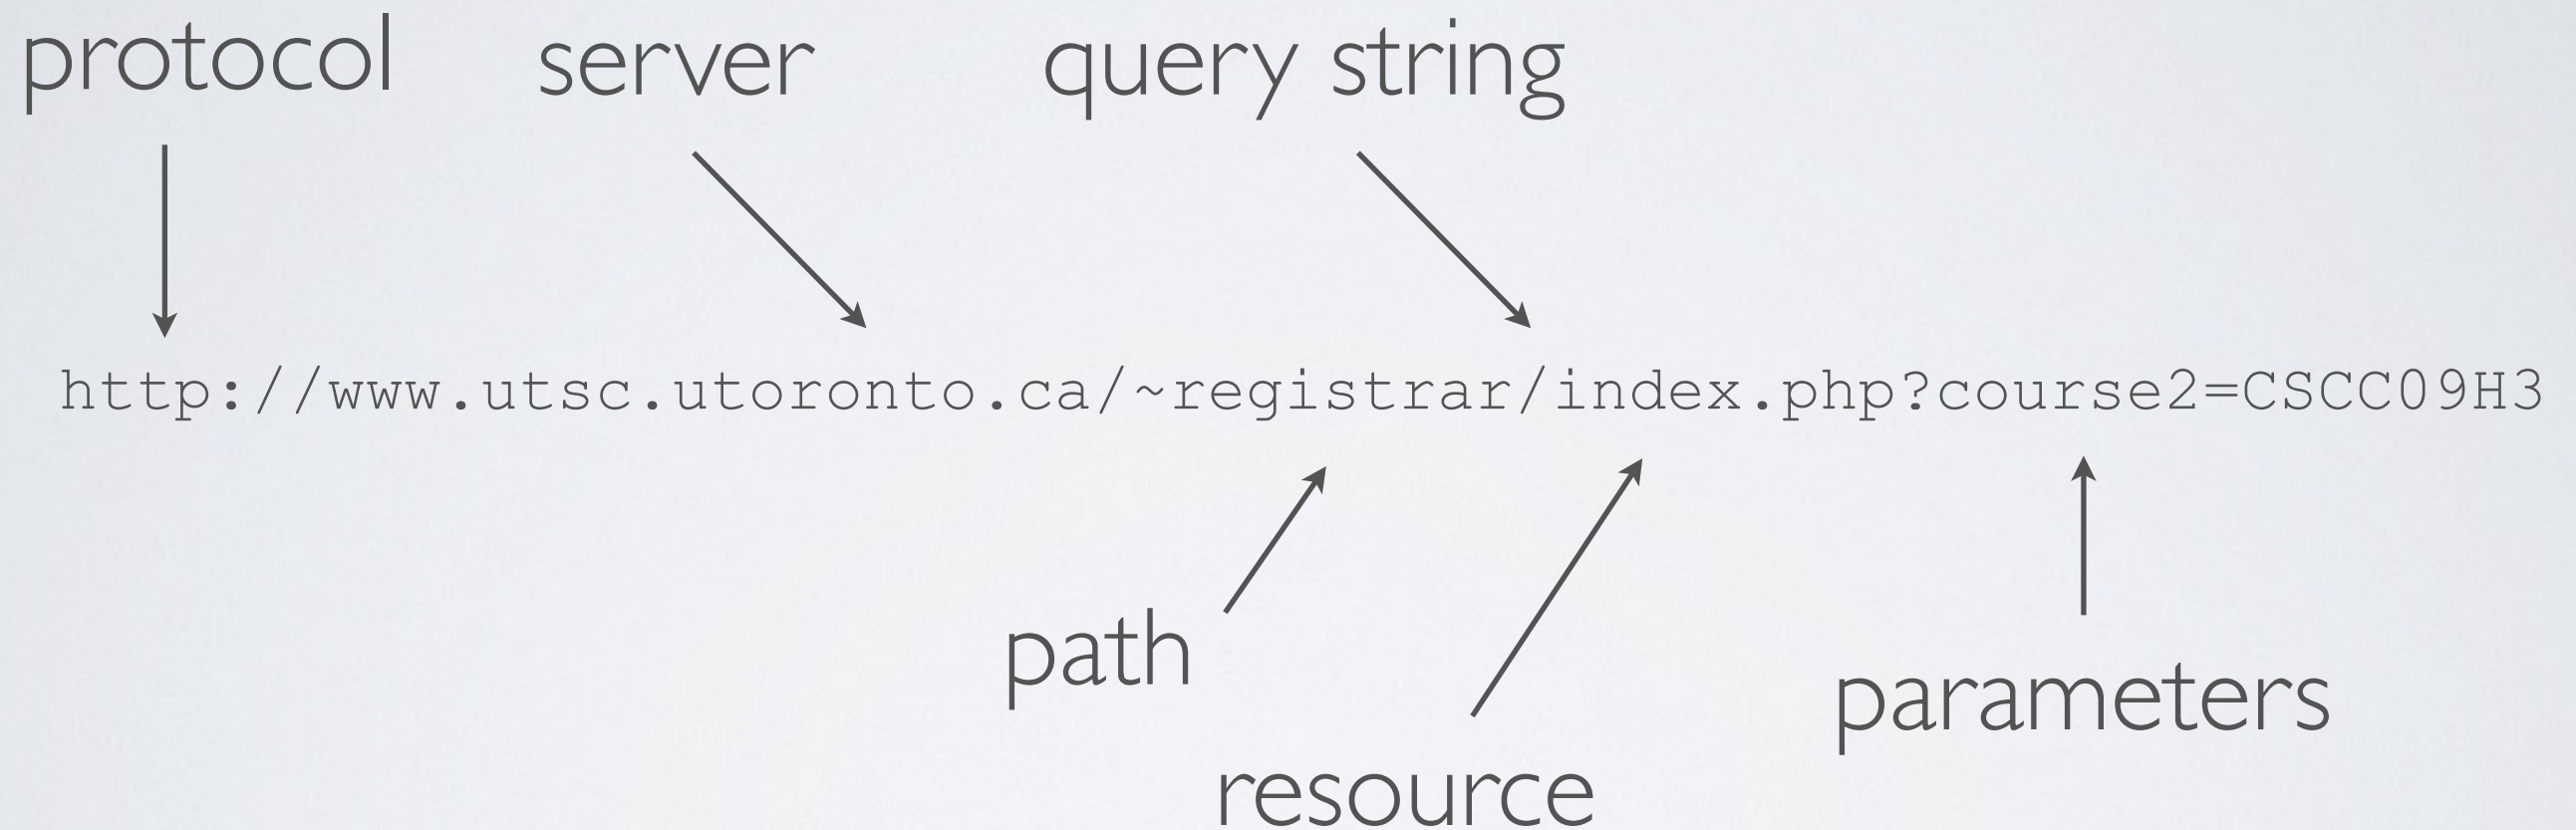 protocol server query string
http://www.utsc.utoronto.ca/~registrar/index.php?course2=CSCC09H3
path
parameters
resource